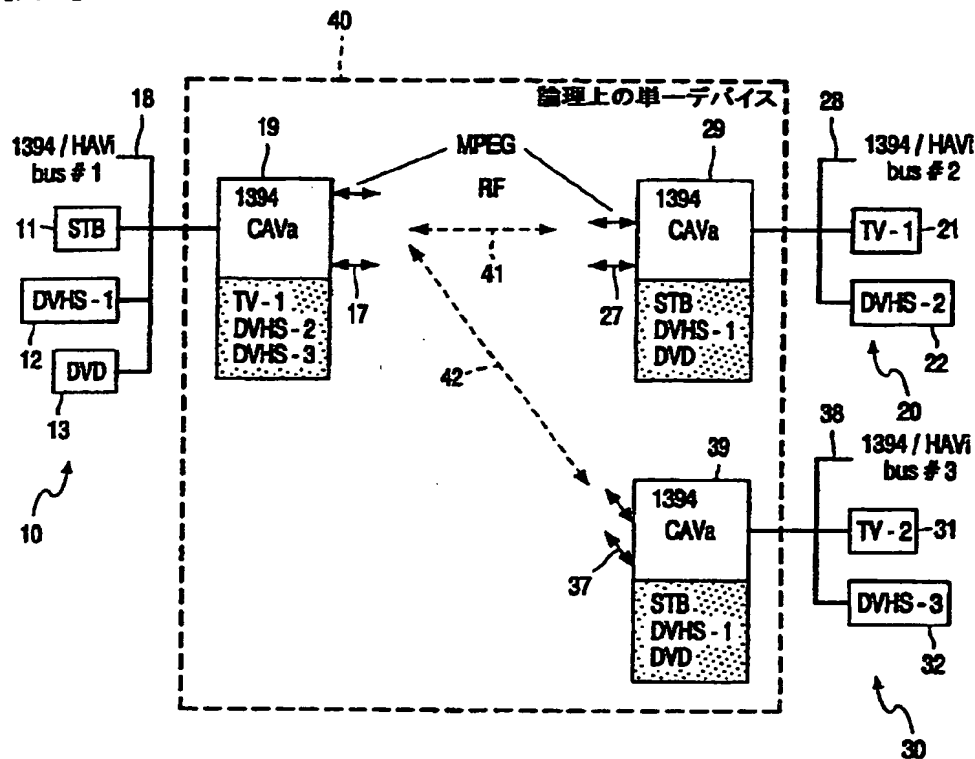 40
論理上の単一デバイス
18
1394 / HAVi
bus # 1
19
MPEG
29
28
1394 / HAVi
bus # 2
1394
CAVa
RF
1394
CAVa
11
STB
TV - 1
21
41
DVHS - 1
TV - 1
DVHS - 2
DVHS - 3
17
27
STB
DVHS - 1
DVD
DVHS - 2
12
22
DVD
42
20
13
38
1394 / HAVi
bus # 3
39
10
1394
CAVa
TV - 2
31
37
STB
DVHS - 1
DVD
DVHS - 3
32
30